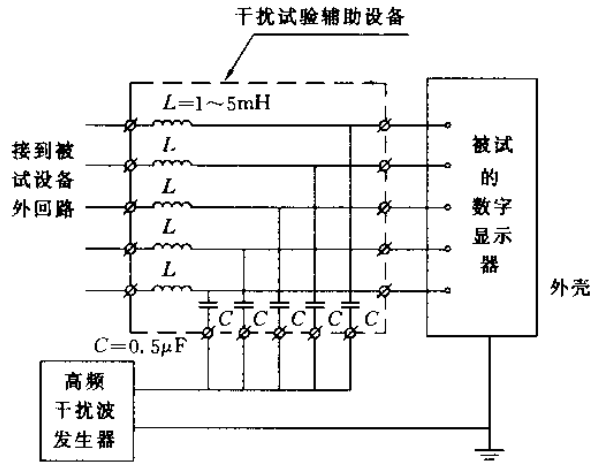 干扰试验辅助设备
L=1～5mH
接到被
试设备
外回路
L
L
L
L
被试
的
数字
显示
器
外壳
C
C
C
C
C
C=0.5μF
高频
干扰波
发生器